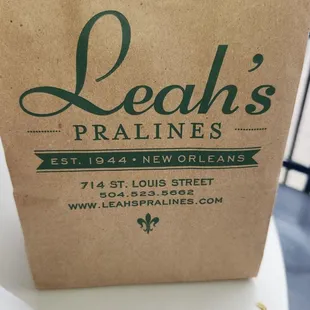 Leah's
PRALINES
EST. 1944 • NEW ORLEANS
714 ST. LOUIS STREET
504.523.5662
WWW.LEAHSPRALINES.COM